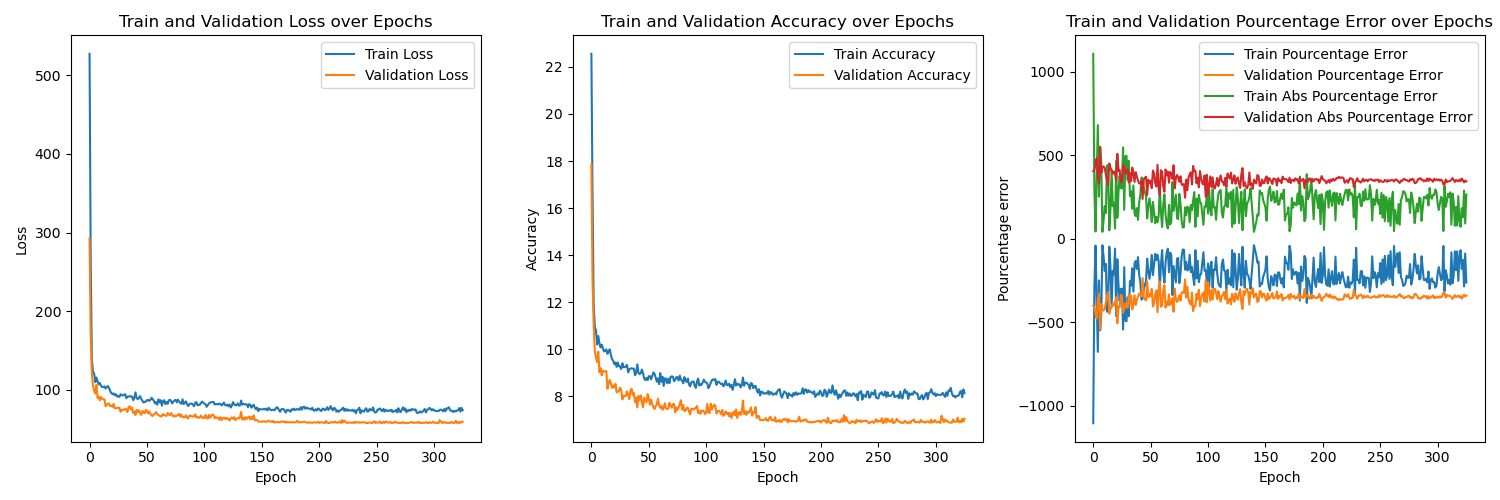 Train and Validation Loss over Epochs
Train Loss
Validation Loss
500
400
300
200
100
0
50
100
150
200
250
300
Loss
Epoch
Train and Validation Accuracy over Epochs
Train Accuracy
Validation Accuracy
22
20
18
16
14
12
10
8
0
50
100
150
200
250
300
Accuracy
Epoch
Train and Validation Pourcentage Error over Epochs
Train Pourcentage Error
Validation Pourcentage Error
Train Abs Pourcentage Error
Validation Abs Pourcentage Error
1000
500
0
−500
−1000
0
50
100
150
200
250
300
Pourcentage error
Epoch